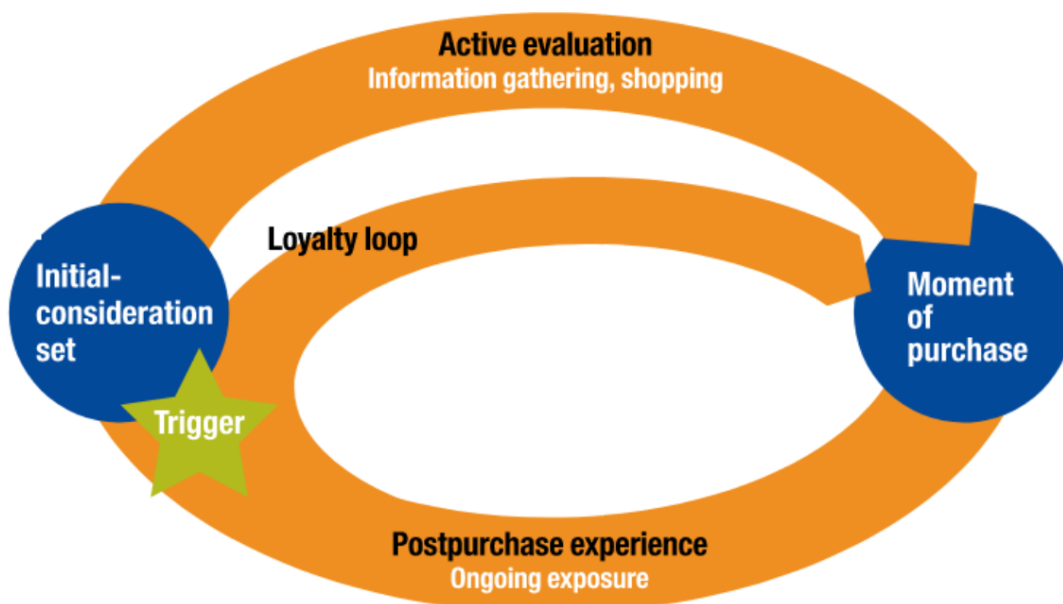 Active evaluation
Information gathering, shopping
Loyalty loop
Initial-
consideration
set
Moment
of
purchase
Trigger
Postpurchase experience
Ongoing exposure